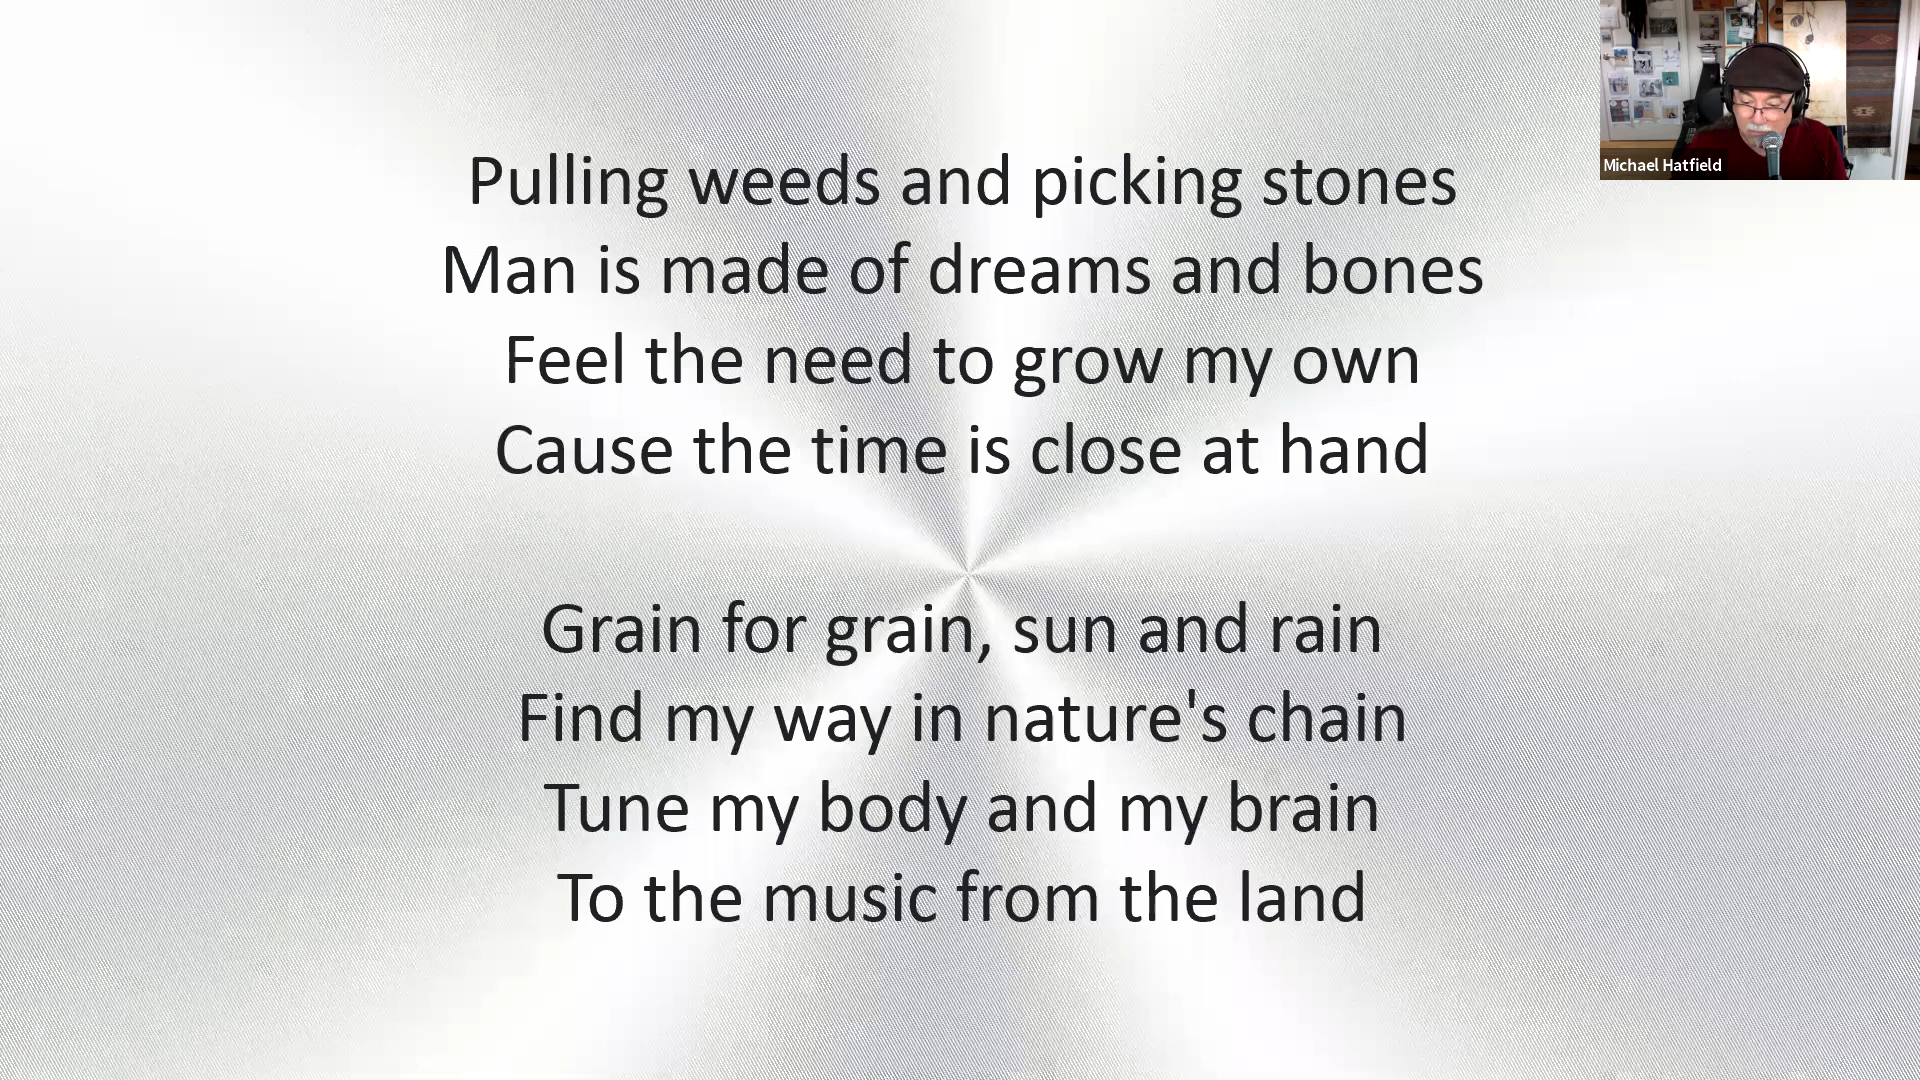 Pulling weeds and picking stones
Man is made of dreams and bones
Feel the need to grow my own
Cause the time is close at hand
Grain for grain, sun and rain
Find my way in nature's chain
Tune my body and my brain
To the music from the land
Michael Hatfield